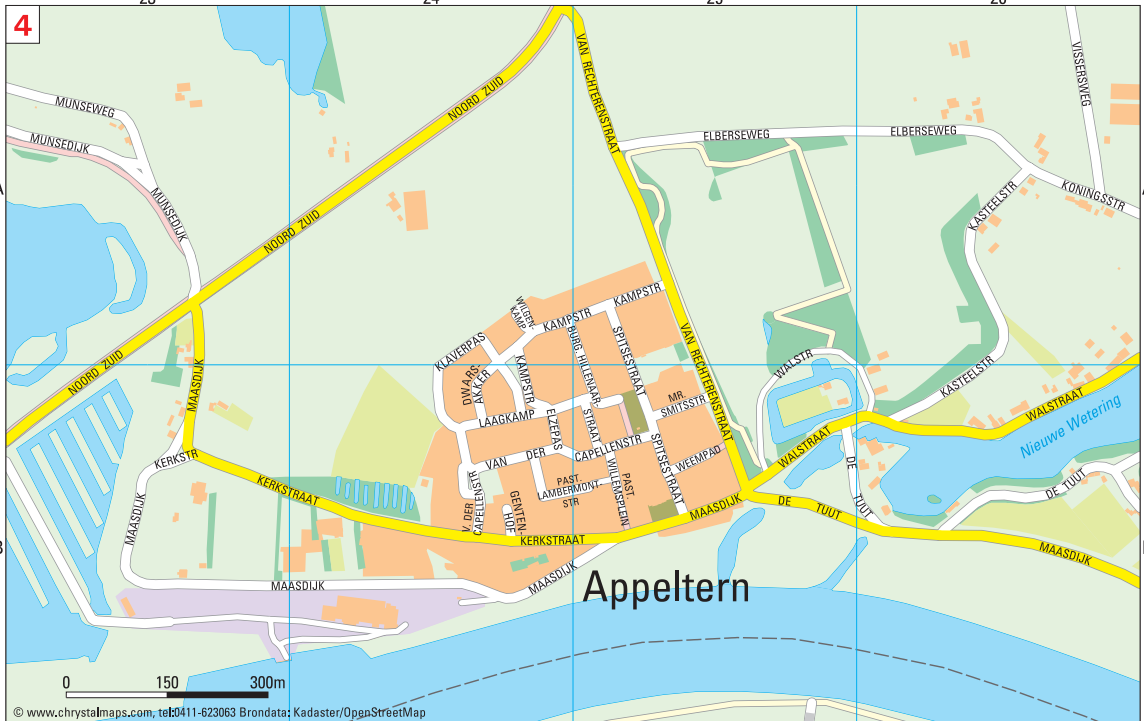 4
MUNSEWEG
MUNSEDIJK
MUNSEDIJK
NOORD ZUID
NOORD ZUID
NOORD ZUID
VAN RECHTERENSTRAAT
VAN RECHTERENSTRAAT
ELBERSEWEG
ELBERSEWEG
VISSERSWEG
KASTEELSTR
KONINGSSTR
KASTEELSTR
WILGEN-
KAMP
KAMPSTR
KAMPSTR
KLAVERPAS
DWARS-
AKKER
KAMPSTR
BURG. HILLENAAR-
STRAAT
SPITSESTRAAT
MR.
SMITSSTR
WALSTR
MAASDIJK
LAAGKAMP
ELZEPAS
VAN DER CAPELLENSTR
SPITSESTRAAT
WEEMPAD
WALSTRAAT
WALSTRAAT
Nieuwe Wetering
KERKSTR
KERKSTRAAT
V. DER
CAPELLENSTR
GENTEN-
HOF
PAST.
LAMBERMONT-
STR
PAST.
WILLEMSPLEIN
MAASDIJK
DE TUUT
DE TUUT
DE TUUT
MAASDIJK
MAASDIJK
KERKSTRAAT
MAASDIJK
MAASDIJK
Appeltern
0 150 300m
© www.chrystalmaps.com, tel:0411-623063 Brondata: Kadaster/OpenStreetMap